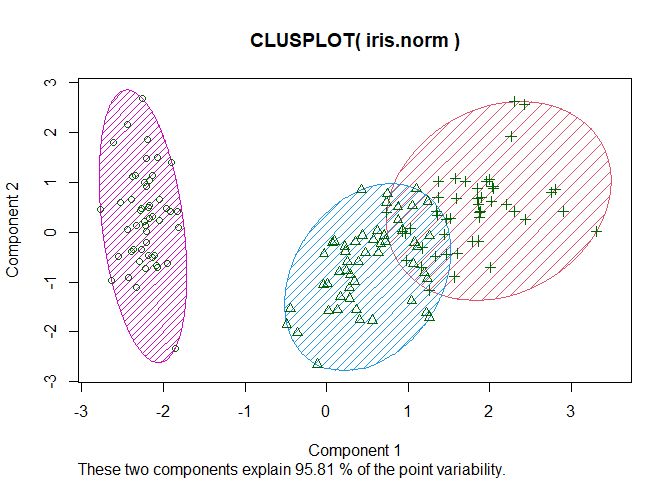 CLUSPLOT( iris.norm )
3
2
1
0
-1
-2
-3
Component 2
-3 -2 -1 0 1 2 3
Component 1
These two components explain 95.81 % of the point variability.